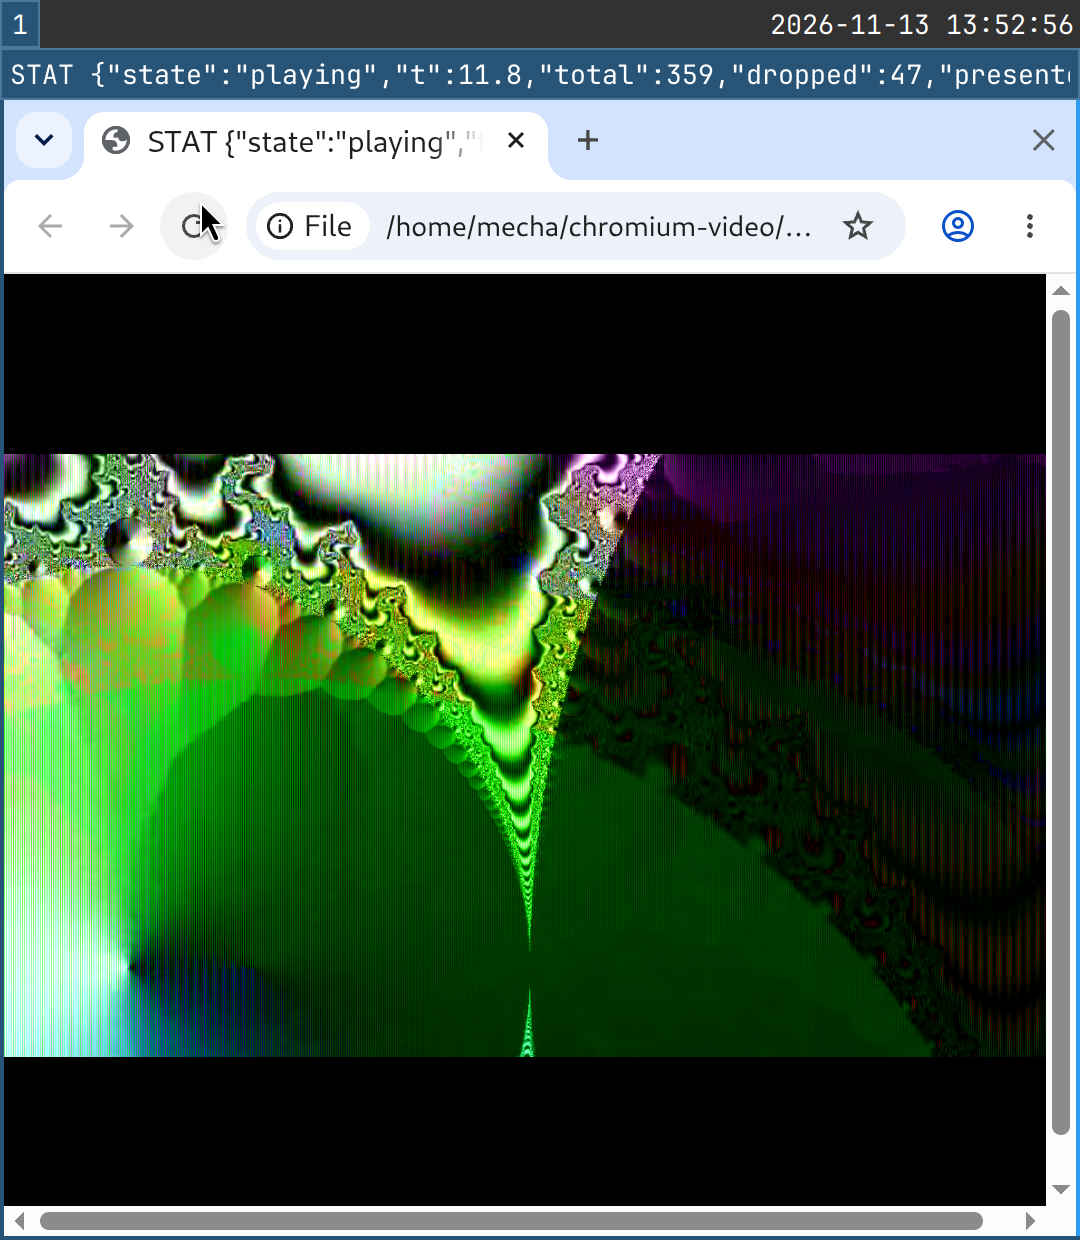 1
2026-11-13 13:52:56
STAT {"state":"playing","t":11.8,"total":359,"dropped":47,"present
STAT {"state":"playing","
File
/home/mecha/chromium-video/...